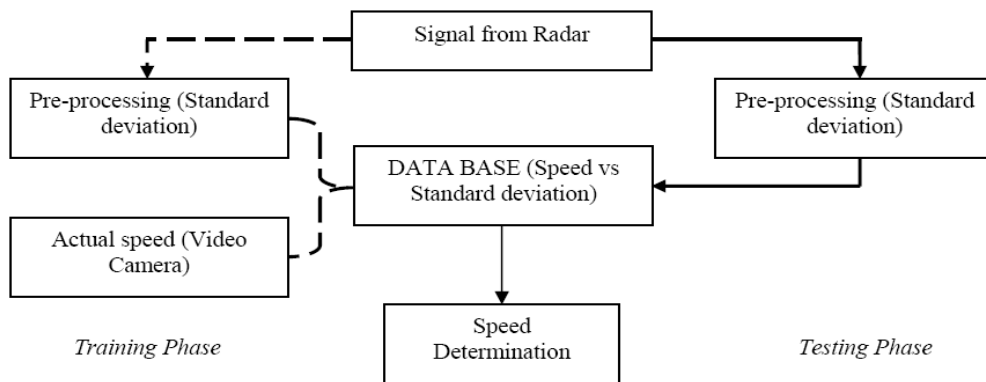 Signal from Radar
Pre-processing (Standard
deviation)
Pre-processing (Standard
deviation)
DATA BASE (Speed vs
Standard deviation)
Actual speed (Video
Camera)
Speed
Determination
Training Phase
Testing Phase